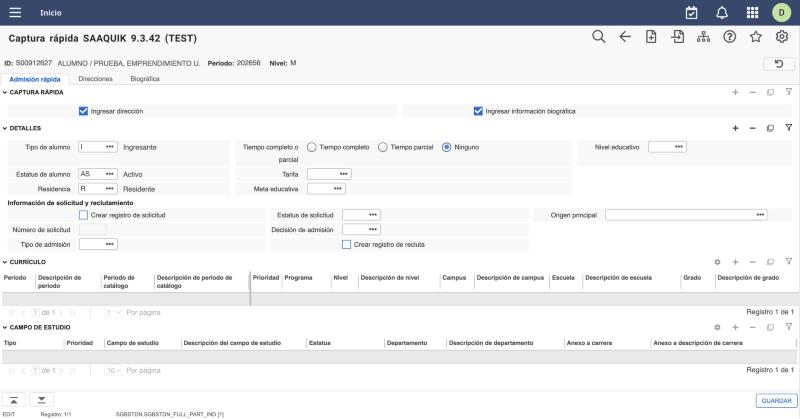 Inicio
D
Captura rápida SAAQUIK 9.3.42 (TEST)
ID: S00912627 ALUMNO / PRUEBA, EMPRENDIMIENTO U. Periodo: 202656 Nivel: M
Admisión rápida Direcciones Biográfica
CAPTURA RÁPIDA
Ingresar dirección Ingresar información biográfica
DETALLES
Tipo de alumno I Ingresante Tiempo completo o parcial Tiempo completo Tiempo parcial Ninguno Nivel educativo
Estatus de alumno AS Activo Tarifa
Residencia R Residente Meta educativa
Información de solicitud y reclutamiento
Crear registro de solicitud Estatus de solicitud Origen principal
Número de solicitud Decisión de admisión
Tipo de admisión Crear registro de recluta
CURRÍCULO
Periodo Descripción de periodo Periodo de catálogo Descripción de periodo de catálogo Prioridad Programa Nivel Descripción de nivel Campus Descripción de campus Escuela Descripción de escuela Grado Descripción de grado
1 de 1 1 Por página Registro 1 de 1
CAMPO DE ESTUDIO
Tipo Prioridad Campo de estudio Descripción del campo de estudio Estatus Departamento Descripción de departamento Anexo a carrera Anexo a descripción de carrera
1 de 1 10 Por página Registro 1 de 1
GUARDAR
EDIT Registro: 1/1 SGBSTDN.SGBSTDN_FULL_PART_IND [1]